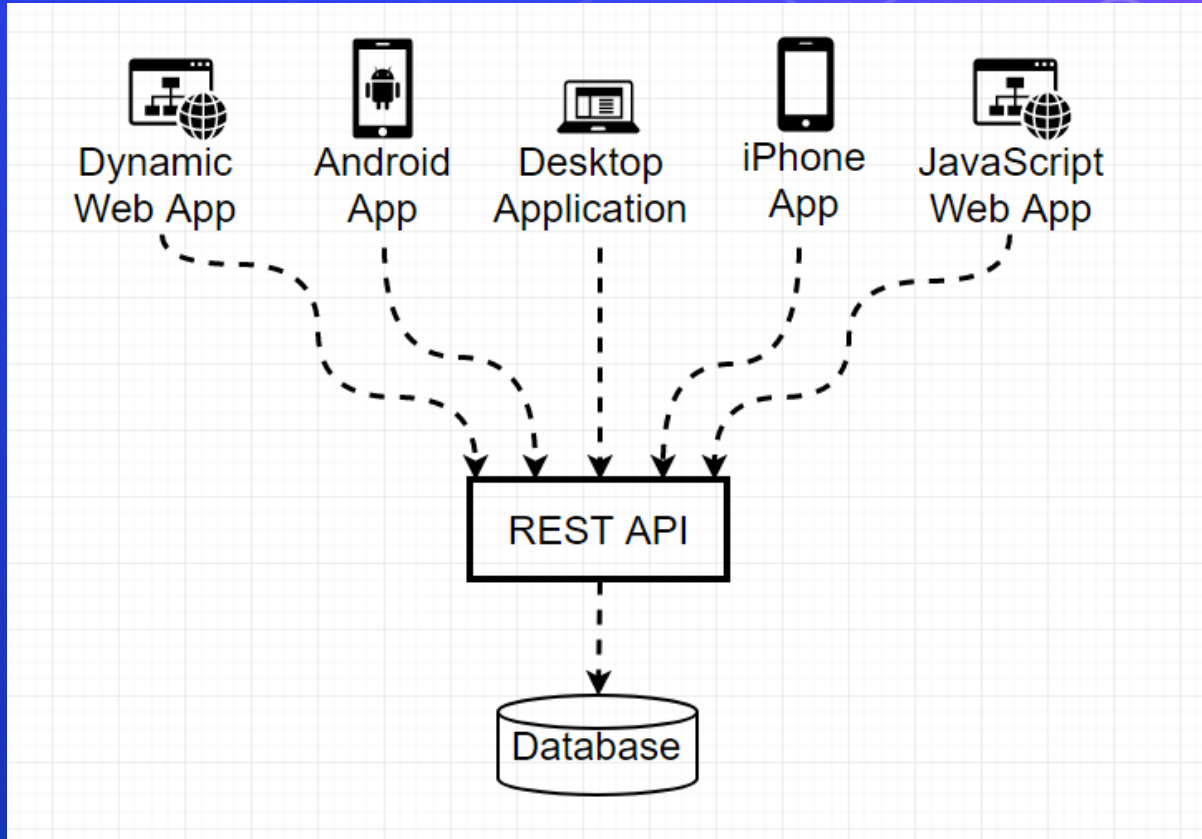 Dynamic
Web App
Android
App
Desktop
Application
iPhone
App
JavaScript
Web App
REST API
Database